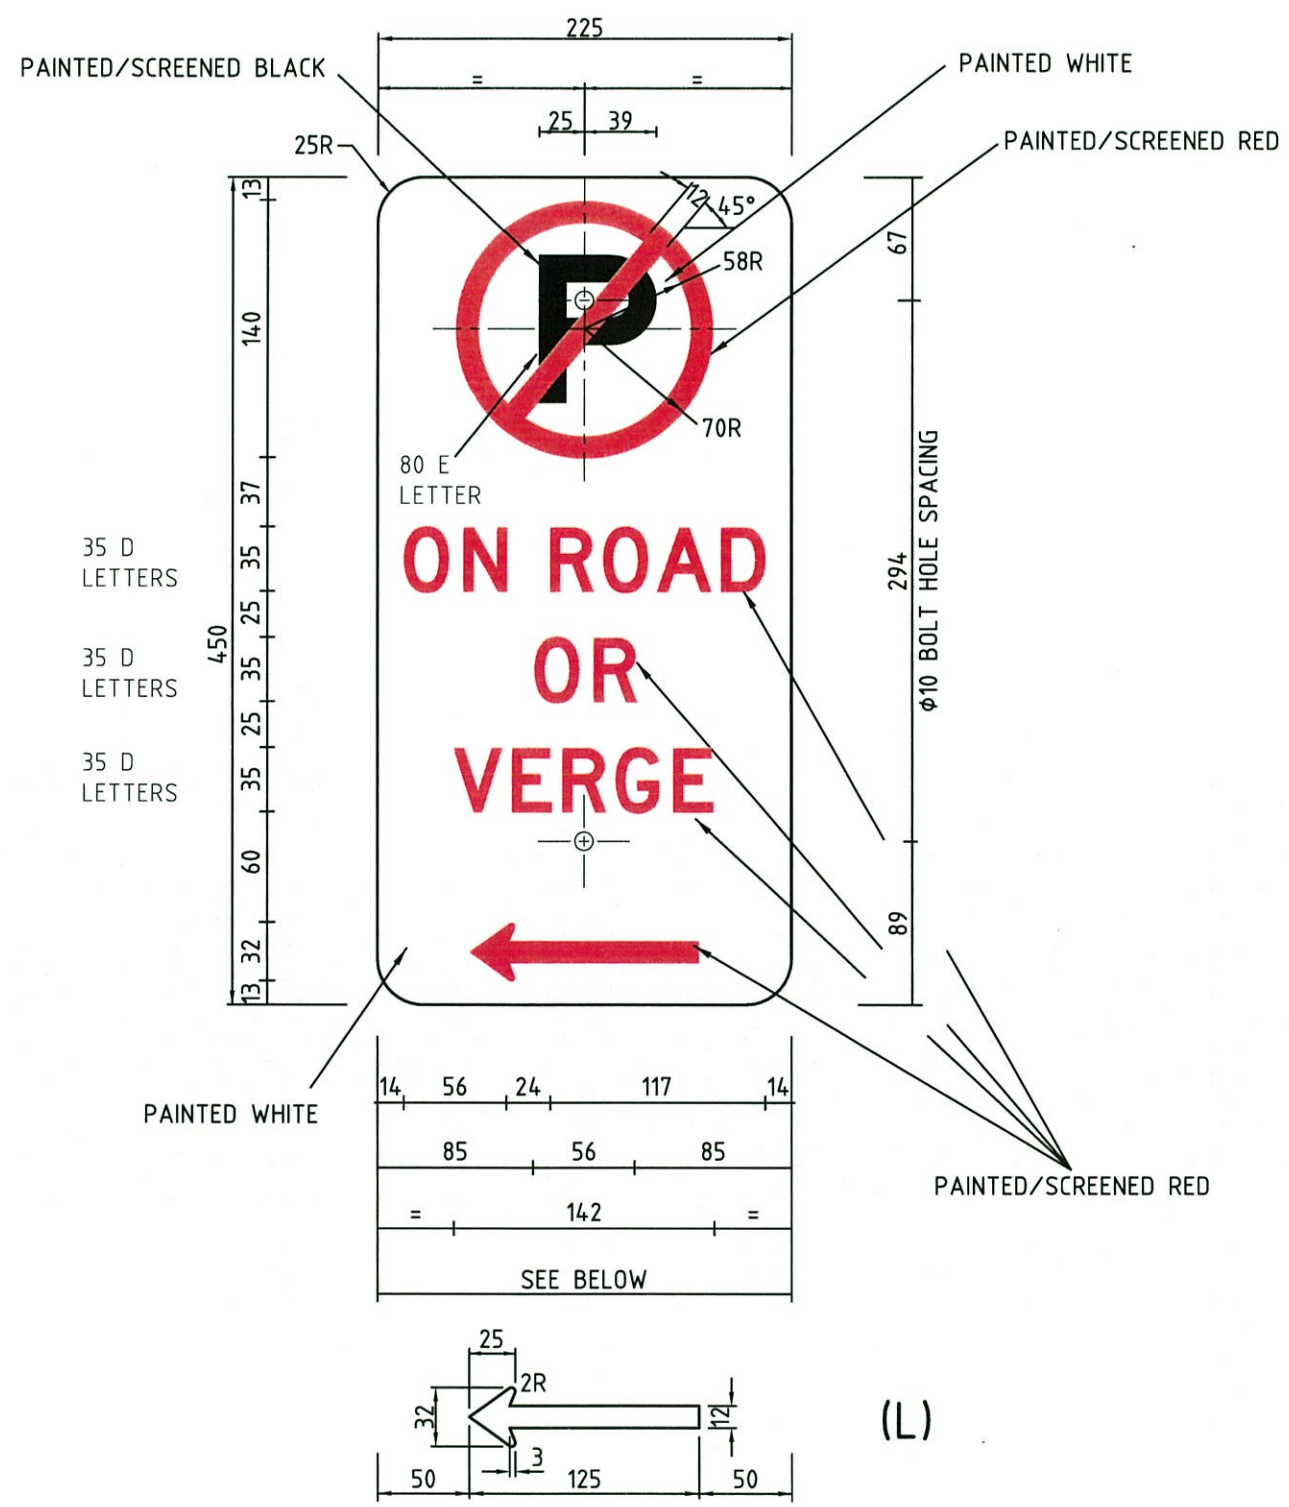 225
PAINTED/SCREENED BLACK
PAINTED WHITE
= =
25 39
25R
PAINTED/SCREENED RED
13
12
45°
67
58R
140
70R
80 E
LETTER
37
35 D
LETTERS
35
ON ROAD
294
Φ10 BOLT HOLE SPACING
25
450
35 D
LETTERS
35
OR
25
35 D
LETTERS
35
VERGE
60
89
32
13
14 56 24 117 14
PAINTED WHITE
85 56 85
PAINTED/SCREENED RED
= 142 =
SEE BELOW
25
2R
32
12
(L)
3
50 125 50